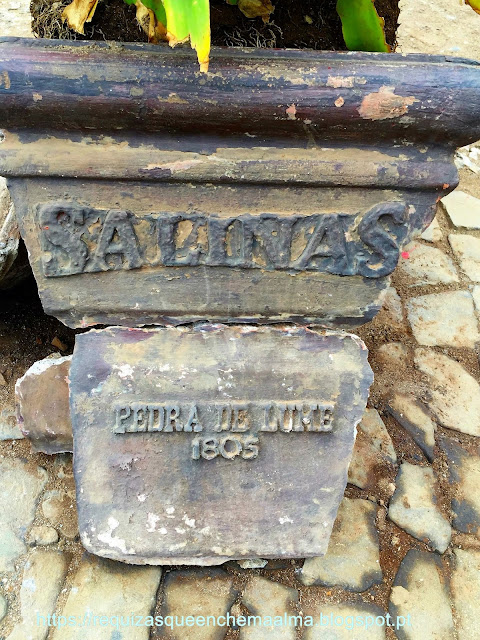 SALINAS
PEDRA DE LUME
1805
https://requizasqueenchemaalma.blogspot.pt/